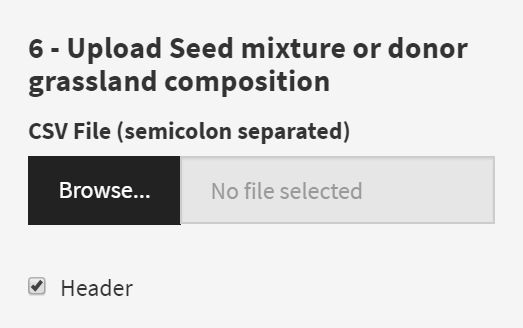 6 - Upload Seed mixture or donor
grassland composition
CSV File (semicolon separated)
Browse... No file selected
Header